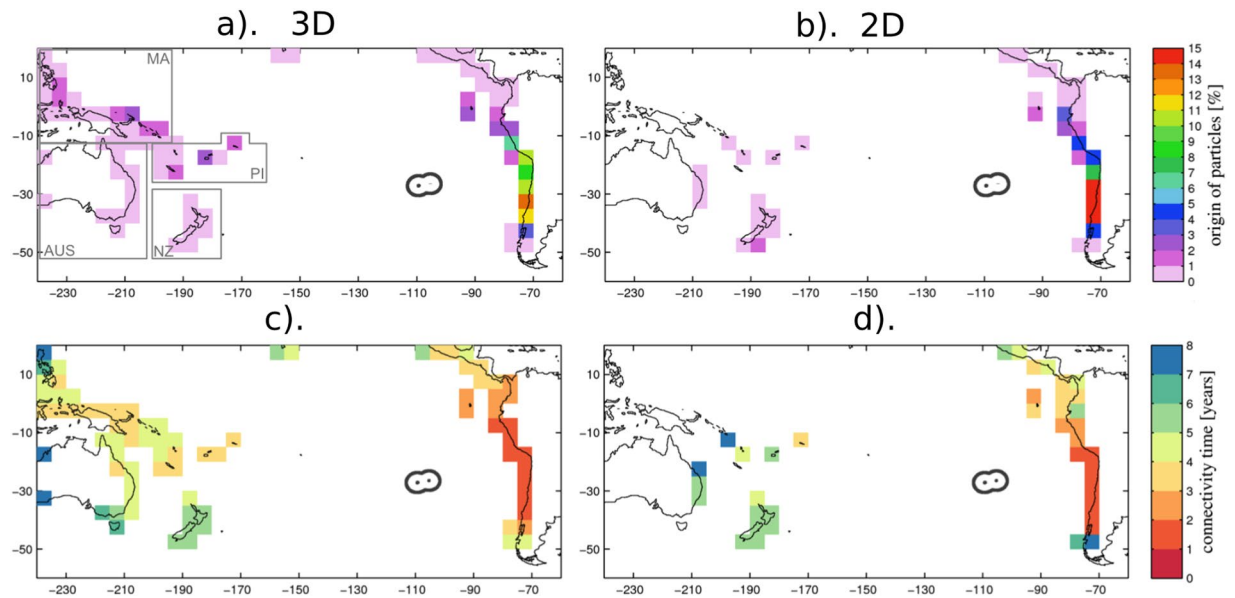 a). 3D
b). 2D
MA
PI
AUS
NZ
10
−10
−30
−50
−230 −210 −190 −170 −150 −130 −110 −90 −70
10
−10
−30
−50
−230 −210 −190 −170 −150 −130 −110 −90 −70
15
14
13
12
11
10
9
8
7
6
5
4
3
2
1
0
origin of particles [%]
c).
d).
10
−10
−30
−50
−230 −210 −190 −170 −150 −130 −110 −90 −70
10
−10
−30
−50
−230 −210 −190 −170 −150 −130 −110 −90 −70
8
7
6
5
4
3
2
1
0
connectivity time [years]